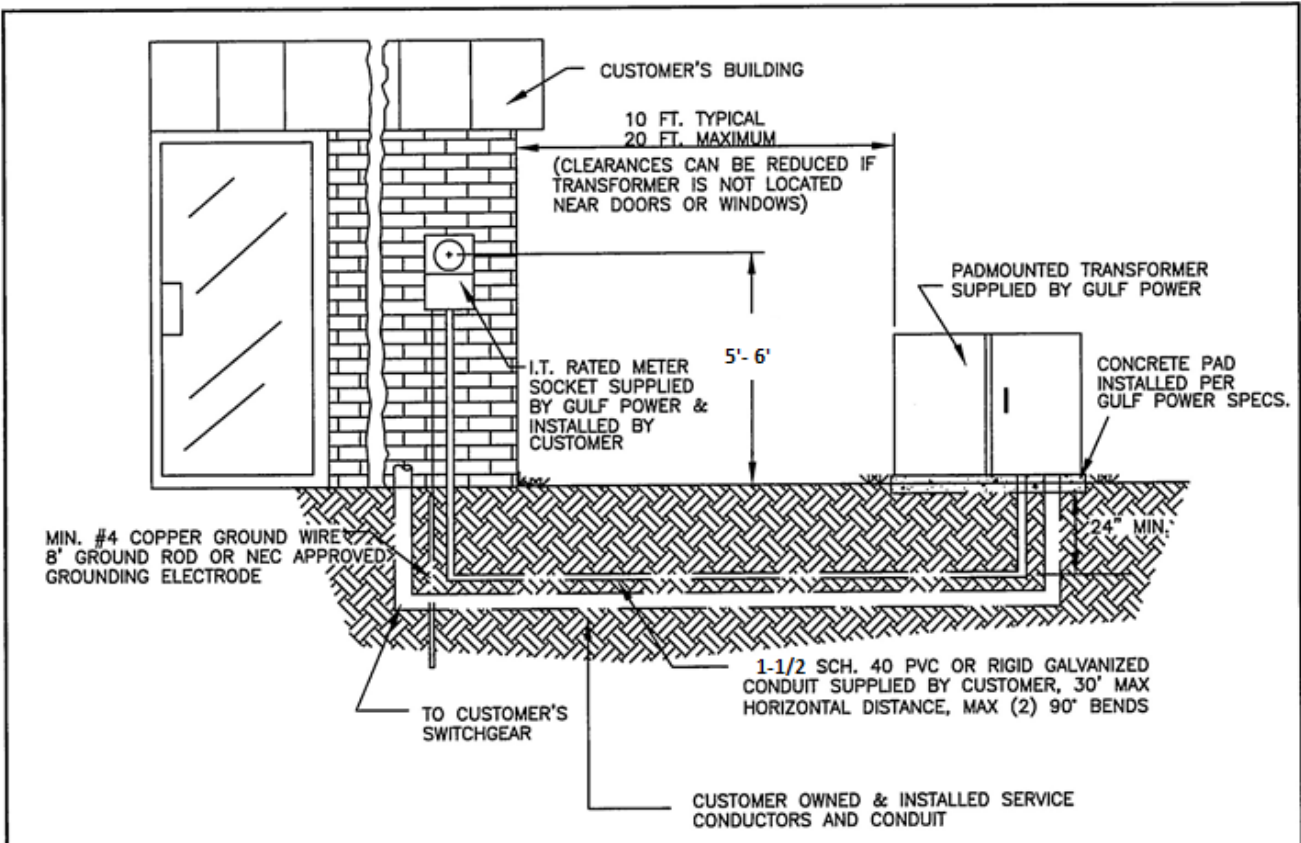 CUSTOMER'S BUILDING
10 FT. TYPICAL
20 FT. MAXIMUM
(CLEARANCES CAN BE REDUCED IF
TRANSFORMER IS NOT LOCATED
NEAR DOORS OR WINDOWS)
PADMOUNTED TRANSFORMER
SUPPLIED BY GULF POWER
5'- 6'
I.T. RATED METER
SOCKET SUPPLIED
BY GULF POWER &
INSTALLED BY
CUSTOMER
CONCRETE PAD
INSTALLED PER
GULF POWER SPECS.
MIN. #4 COPPER GROUND WIRE
8' GROUND ROD OR NEC APPROVED
GROUNDING ELECTRODE
24" MIN.
1-1/2 SCH. 40 PVC OR RIGID GALVANIZED
CONDUIT SUPPLIED BY CUSTOMER, 30' MAX
HORIZONTAL DISTANCE, MAX (2) 90° BENDS
TO CUSTOMER'S
SWITCHGEAR
CUSTOMER OWNED & INSTALLED SERVICE
CONDUCTORS AND CONDUIT